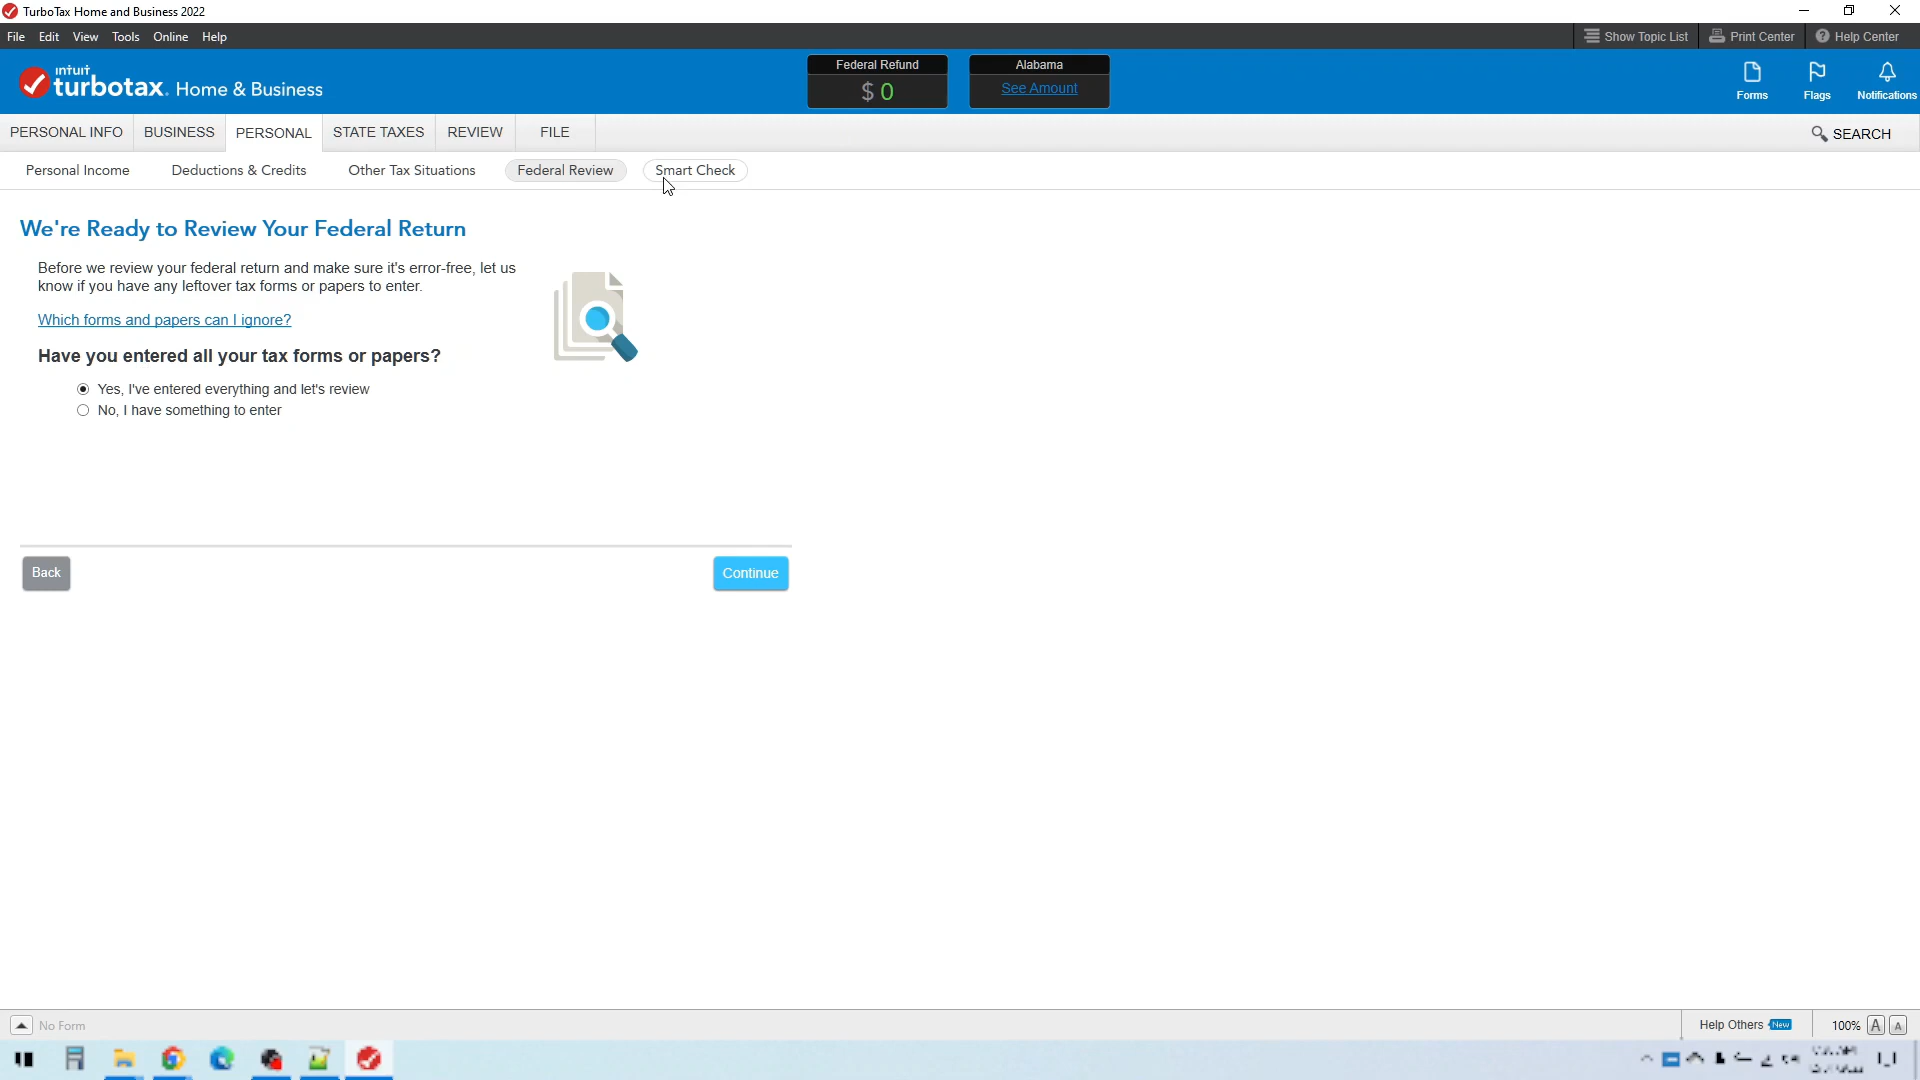 TurboTax Home and Business 2022
File Edit View Tools Online Help
Show Topic List Print Center Help Center
intuit turbotax. Home & Business
Federal Refund
$ 0
Alabama
See Amount
Forms
Flags
Notifications
PERSONAL INFO BUSINESS PERSONAL STATE TAXES REVIEW FILE
SEARCH
Personal Income Deductions & Credits Other Tax Situations Federal Review Smart Check
We're Ready to Review Your Federal Return
Before we review your federal return and make sure it's error-free, let us
know if you have any leftover tax forms or papers to enter.
Which forms and papers can I ignore?
Have you entered all your tax forms or papers?
Yes, I've entered everything and let's review
No, I have something to enter
Back
Continue
No Form
Help Others New
100% A A